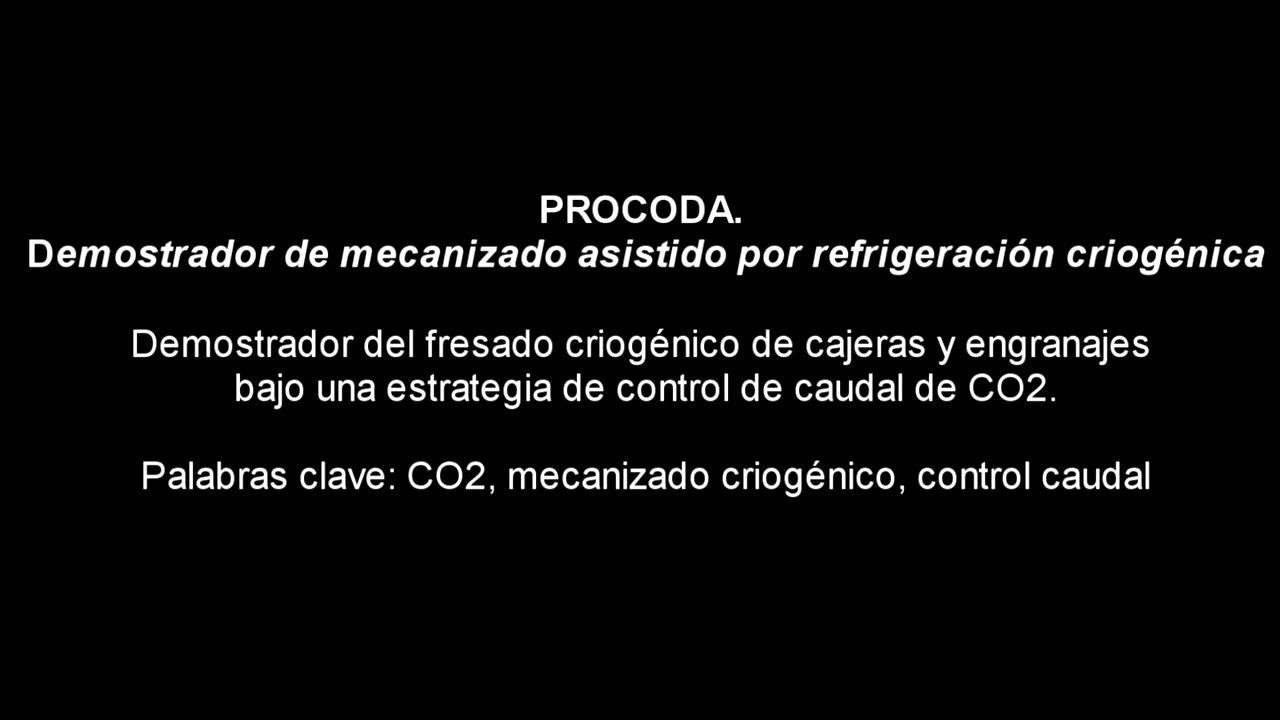 PROCODA.
Demostrador de mecanizado asistido por refrigeración criogénica
Demostrador del fresado criogénico de cajeras y engranajes
bajo una estrategia de control de caudal de CO2.
Palabras clave: CO2, mecanizado criogénico, control caudal